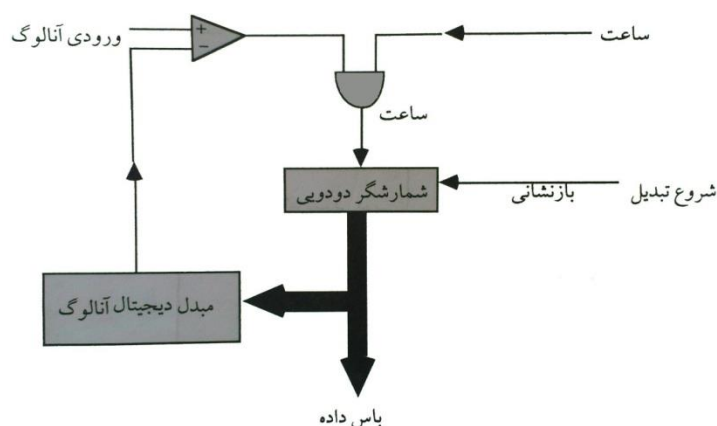 ورودی آنالوگ
+
−
ساعت
ساعت
شمارشگر دودویی
بازنشانی
شروع تبدیل
مبدل دیجیتال آنالوگ
باس داده